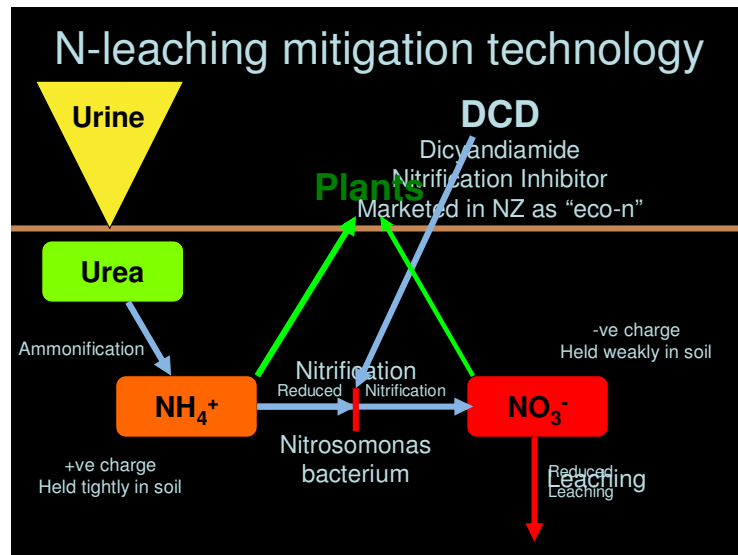 N-leaching mitigation technology
Urine
DCD
Dicyandiamide
Nitrification Inhibitor
Marketed in NZ as “eco-n”
Plants
Urea
Ammonification
-ve charge
Held weakly in soil
Nitrification
Reduced
Nitrification
NH₄⁺
NO₃⁻
Nitrosomonas
bacterium
+ve charge
Held tightly in soil
Leaching
Reduced
Leaching